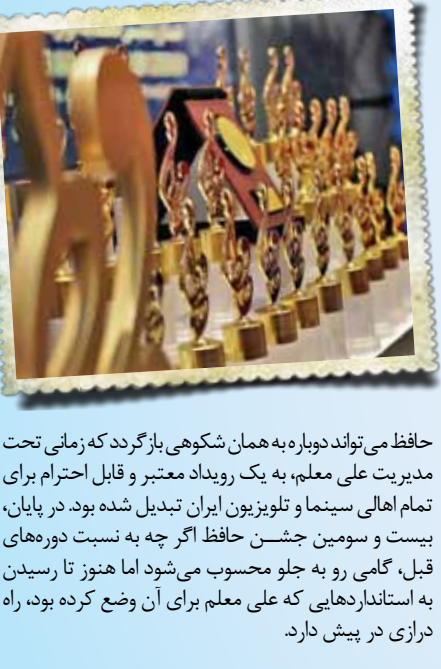 حافظ می‌تواند دوباره به همان شکوهی بازگردد که زمانی تحت
مدیریت علی معلم، به یک رویداد معتبر و قابل احترام برای
تمام اهالی سینما و تلویزیون ایران تبدیل شده بود. در پایان،
بیست و سومین جشن حافظ اگر چه به نسبت دوره‌های
قبل، گامی رو به جلو محسوب می‌شود اما هنوز تا رسیدن
به استانداردهایی که علی معلم برای آن وضع کرده بود، راه
درازی در پیش دارد.